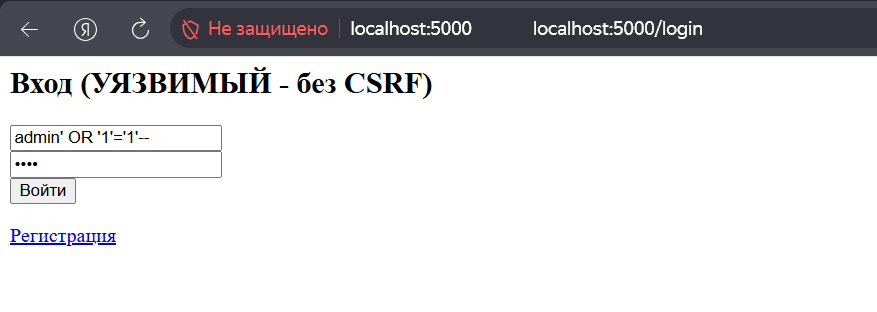 Не защищено localhost:5000 localhost:5000/login
Вход (УЯЗВИМЫЙ - без CSRF)
admin' OR '1'='1'--
••••
Войти
Регистрация